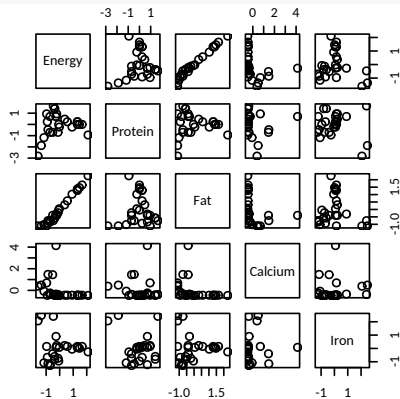 -3 -1 1 0 2 4
Energy
-1 1
Protein
-3 -1 1
Fat
-1.0 1.5
Calcium
0 2 4
Iron
-1 1
-1 1 -1.0 1.5 -1 1